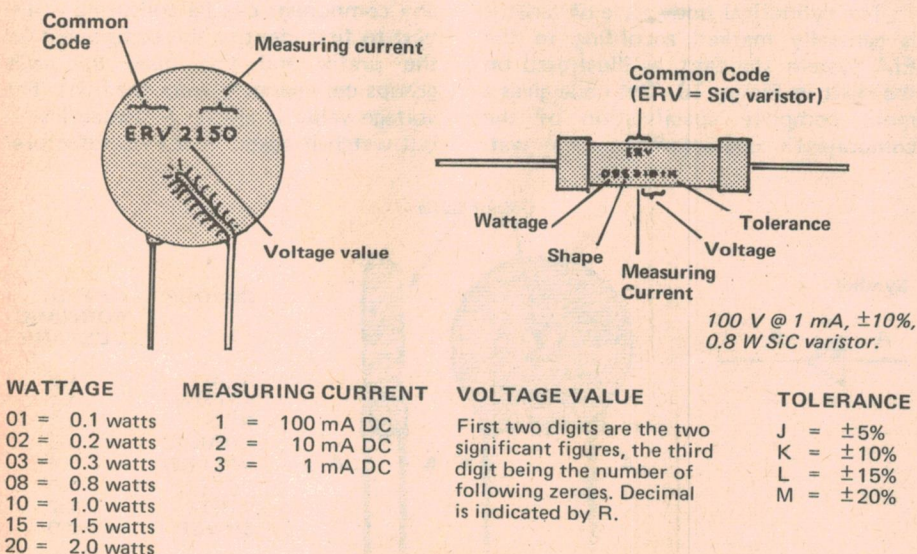 Common
Code
Measuring current
ERV 2150
Voltage value
Common Code
(ERV = SiC varistor)
ERV
Wattage
Shape
Measuring
Current
Voltage
Tolerance
100 V @ 1 mA, ±10%,
0.8 W SiC varistor.
WATTAGE
01 = 0.1 watts
02 = 0.2 watts
03 = 0.3 watts
08 = 0.8 watts
10 = 1.0 watts
15 = 1.5 watts
20 = 2.0 watts
MEASURING CURRENT
1 = 100 mA DC
2 = 10 mA DC
3 = 1 mA DC
VOLTAGE VALUE
First two digits are the two
significant figures, the third
digit being the number of
following zeroes. Decimal
is indicated by R.
TOLERANCE
J = ±5%
K = ±10%
L = ±15%
M = ±20%